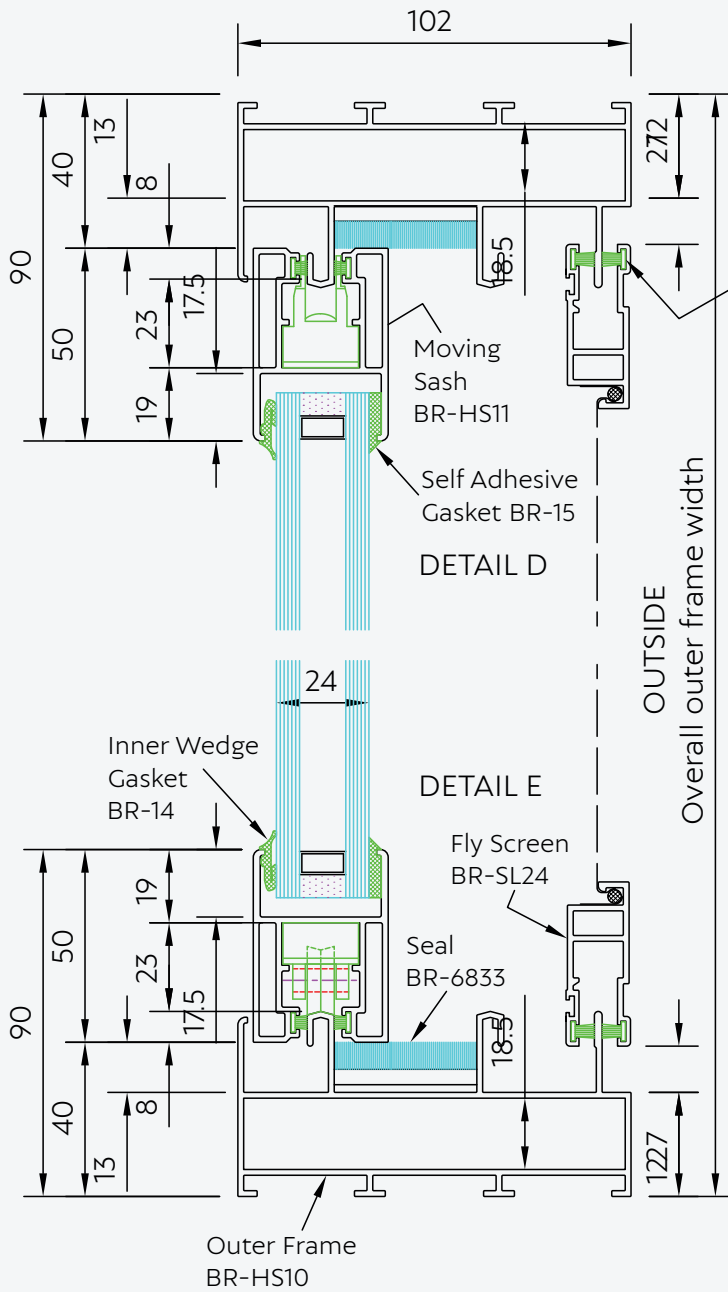 102
13
40
8
90
50
17.5
23
19
18.5
27
12
Moving
Sash
BR-HS11
Self Adhesive
Gasket BR-15
DETAIL D
OUTSIDE
Overall outer frame width
24
Inner Wedge
Gasket
BR-14
DETAIL E
Fly Screen
BR-SL24
19
50
23
17.5
90
Seal
BR-6833
18.5
8
40
13
12
27
Outer Frame
BR-HS10